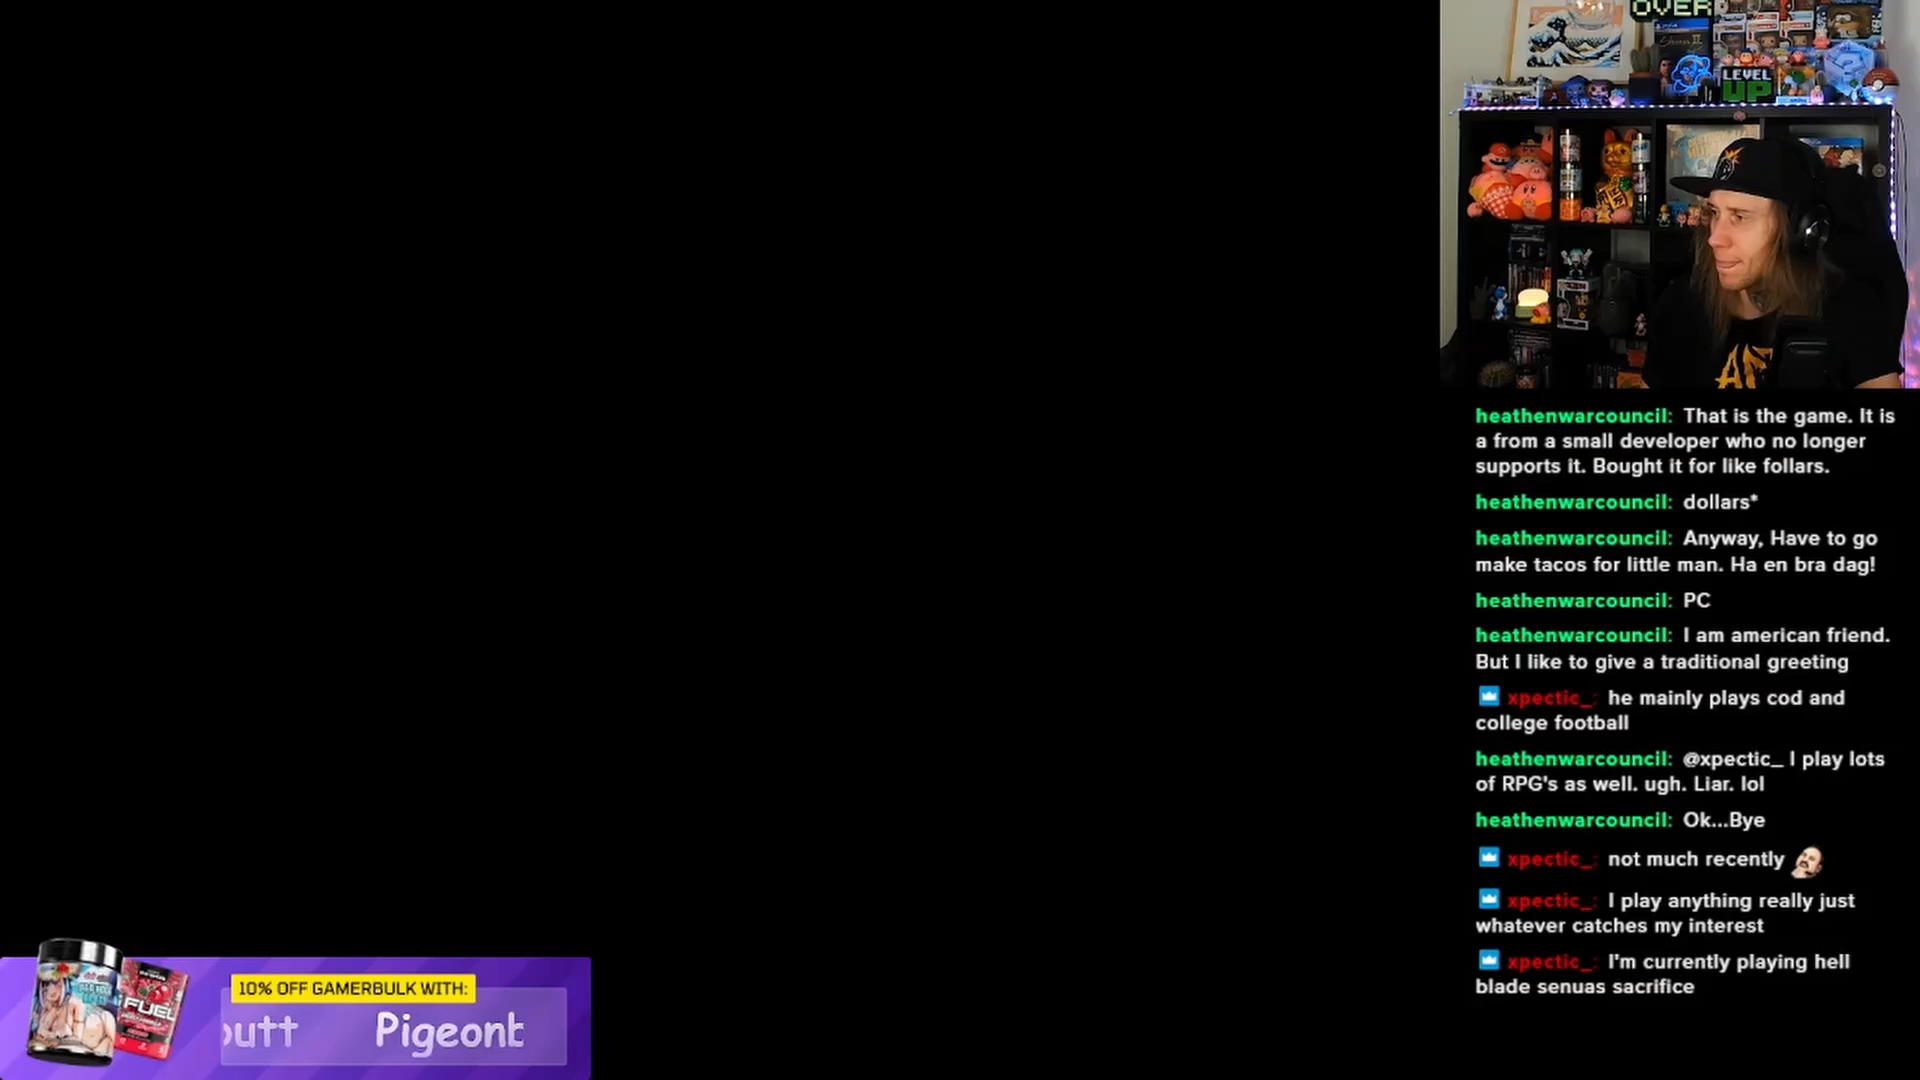 OVER
LEVEL
UP
heathenwarcouncil: That is the game. It is
a from a small developer who no longer
supports it. Bought it for like follars.
heathenwarcouncil: dollars*
heathenwarcouncil: Anyway, Have to go
make tacos for little man. Ha en bra dag!
heathenwarcouncil: PC
heathenwarcouncil: I am american friend.
But I like to give a traditional greeting
xpectic_: he mainly plays cod and
college football
heathenwarcouncil: @xpectic_ I play lots
of RPG's as well. ugh. Liar. lol
heathenwarcouncil: Ok...Bye
xpectic_: not much recently
xpectic_: I play anything really just
whatever catches my interest
xpectic_: I'm currently playing hell
blade senuas sacrifice
10% OFF GAMERBULK WITH:
FUEL
utt Pigeont